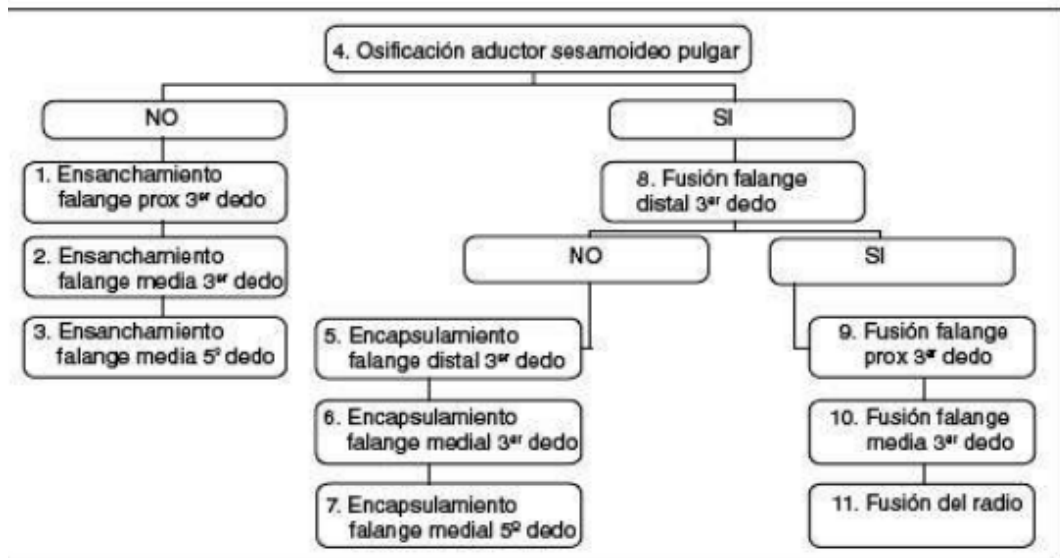 4. Osificación aductor sesamoideo pulgar
NO
SI
1. Ensanchamiento
falange prox 3er dedo
8. Fusión falange
distal 3er dedo
2. Ensanchamiento
falange media 3er dedo
NO
SI
3. Ensanchamiento
falange media 5º dedo
5. Encapsulamiento
falange distal 3er dedo
9. Fusión falange
prox 3er dedo
6. Encapsulamiento
falange medial 3er dedo
10. Fusión falange
media 3er dedo
7. Encapsulamiento
falange medial 5º dedo
11. Fusión del radio